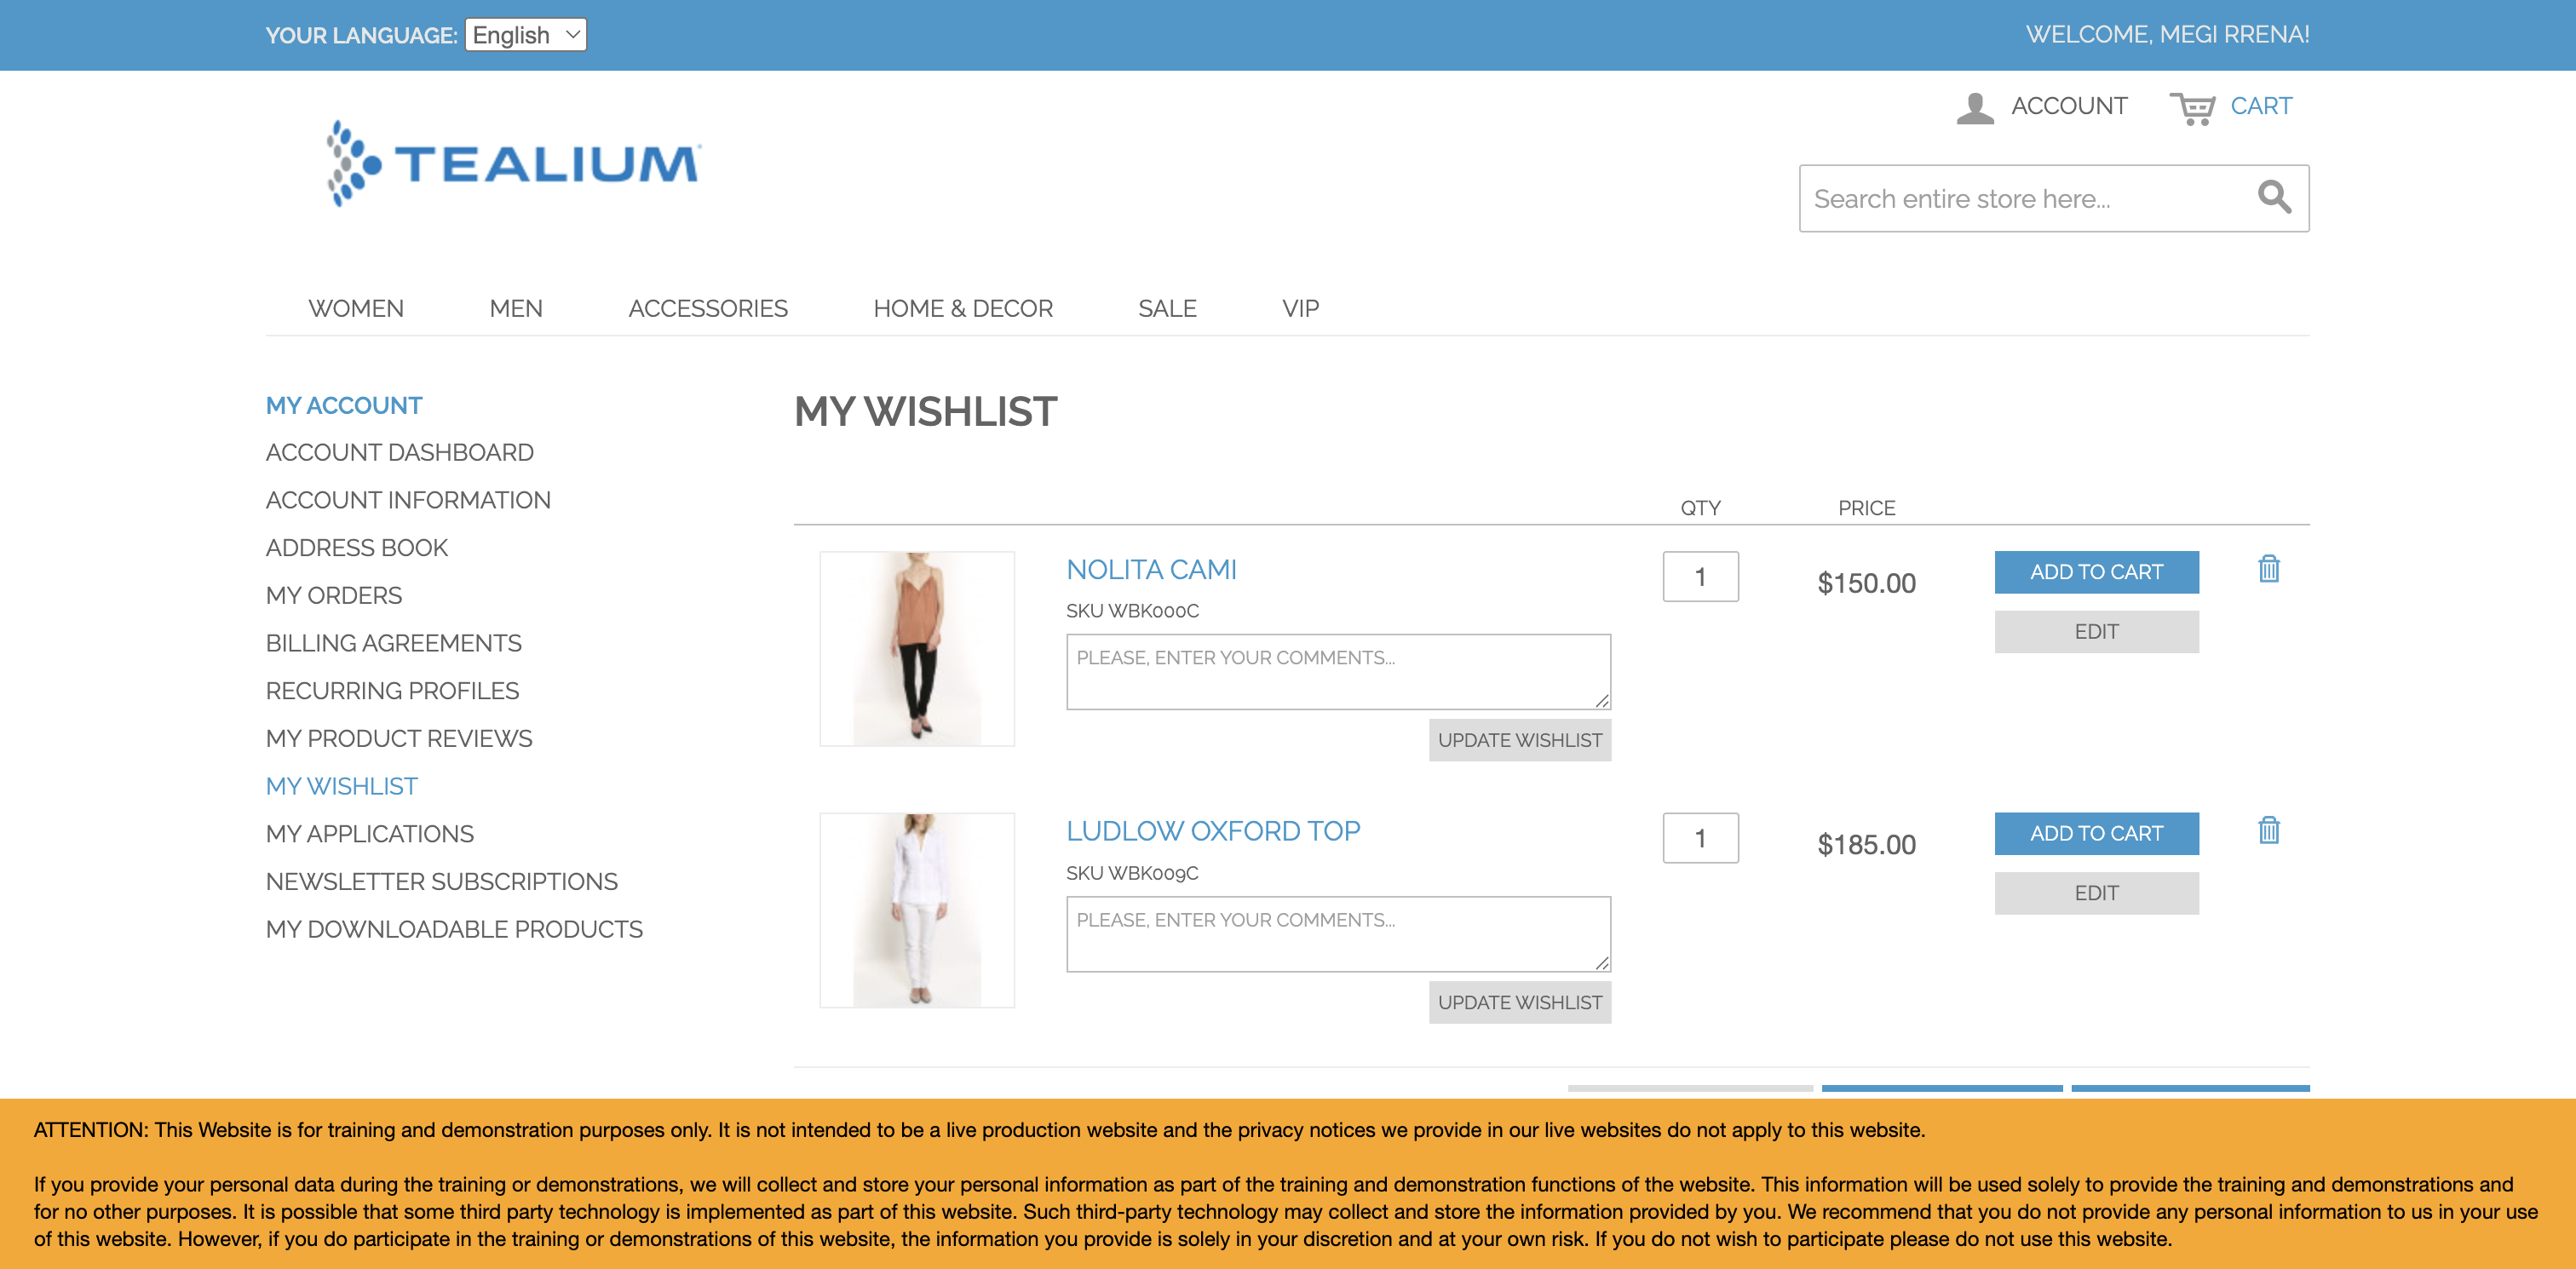 YOUR LANGUAGE: English
WELCOME, MEGI RRENA!
ACCOUNT
CART
TEALIUM
Search entire store here...
WOMEN MEN ACCESSORIES HOME & DECOR SALE VIP
MY ACCOUNT
ACCOUNT DASHBOARD
ACCOUNT INFORMATION
ADDRESS BOOK
MY ORDERS
BILLING AGREEMENTS
RECURRING PROFILES
MY PRODUCT REVIEWS
MY WISHLIST
MY APPLICATIONS
NEWSLETTER SUBSCRIPTIONS
MY DOWNLOADABLE PRODUCTS
MY WISHLIST
QTY PRICE
NOLITA CAMI
SKU WBK000C
PLEASE, ENTER YOUR COMMENTS...
UPDATE WISHLIST
1
$150.00
ADD TO CART
EDIT
LUDLOW OXFORD TOP
SKU WBK009C
PLEASE, ENTER YOUR COMMENTS...
UPDATE WISHLIST
1
$185.00
ADD TO CART
EDIT
ATTENTION: This Website is for training and demonstration purposes only. It is not intended to be a live production website and the privacy notices we provide in our live websites do not apply to this website.
If you provide your personal data during the training or demonstrations, we will collect and store your personal information as part of the training and demonstration functions of the website. This information will be used solely to provide the training and demonstrations and
for no other purposes. It is possible that some third party technology is implemented as part of this website. Such third-party technology may collect and store the information provided by you. We recommend that you do not provide any personal information to us in your use
of this website. However, if you do participate in the training or demonstrations of this website, the information you provide is solely in your discretion and at your own risk. If you do not wish to participate please do not use this website.